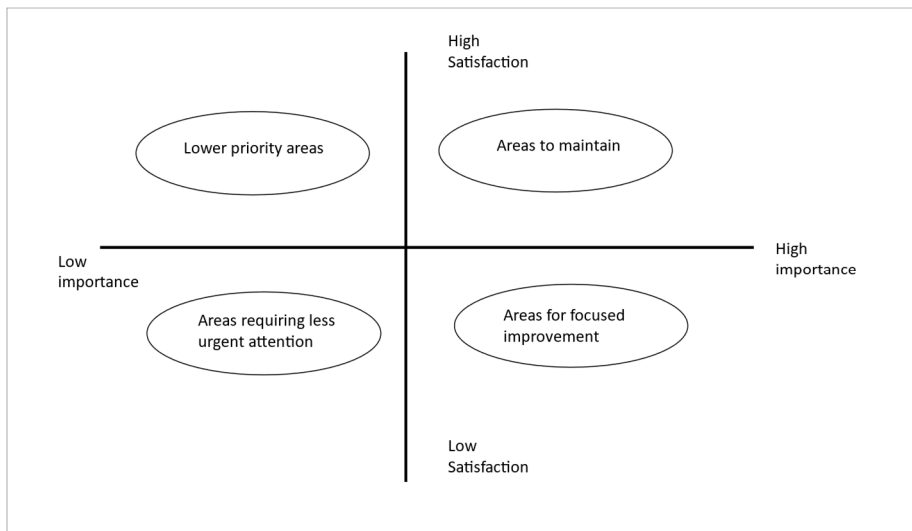 High
Satisfaction
Lower priority areas
Areas to maintain
Low
importance
High
importance
Areas requiring less
urgent attention
Areas for focused
improvement
Low
Satisfaction